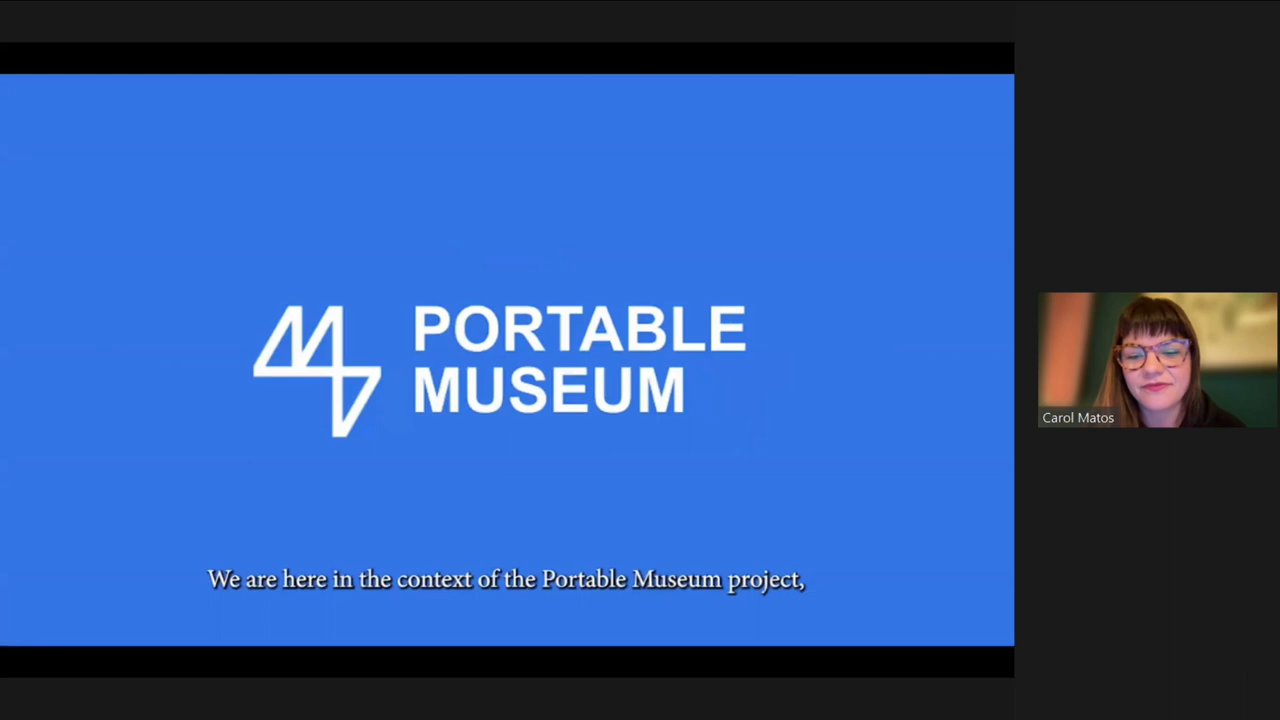 PORTABLE
MUSEUM
We are here in the context of the Portable Museum project,
Carol Matos